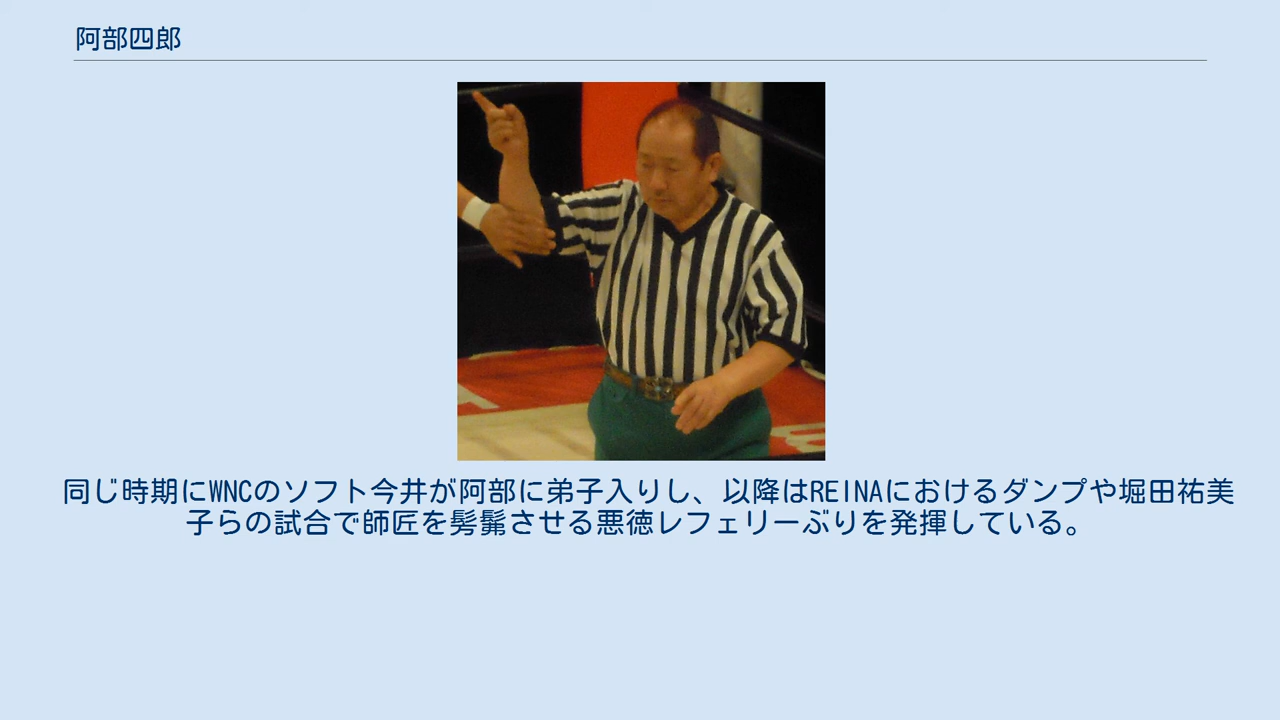 阿部四郎
同じ時期にWNCのソフト今井が阿部に弟子入りし、以降はREINAにおけるダンプや堀田祐美
子らの試合で師匠を髣髴させる悪徳レフェリーぶりを発揮している。